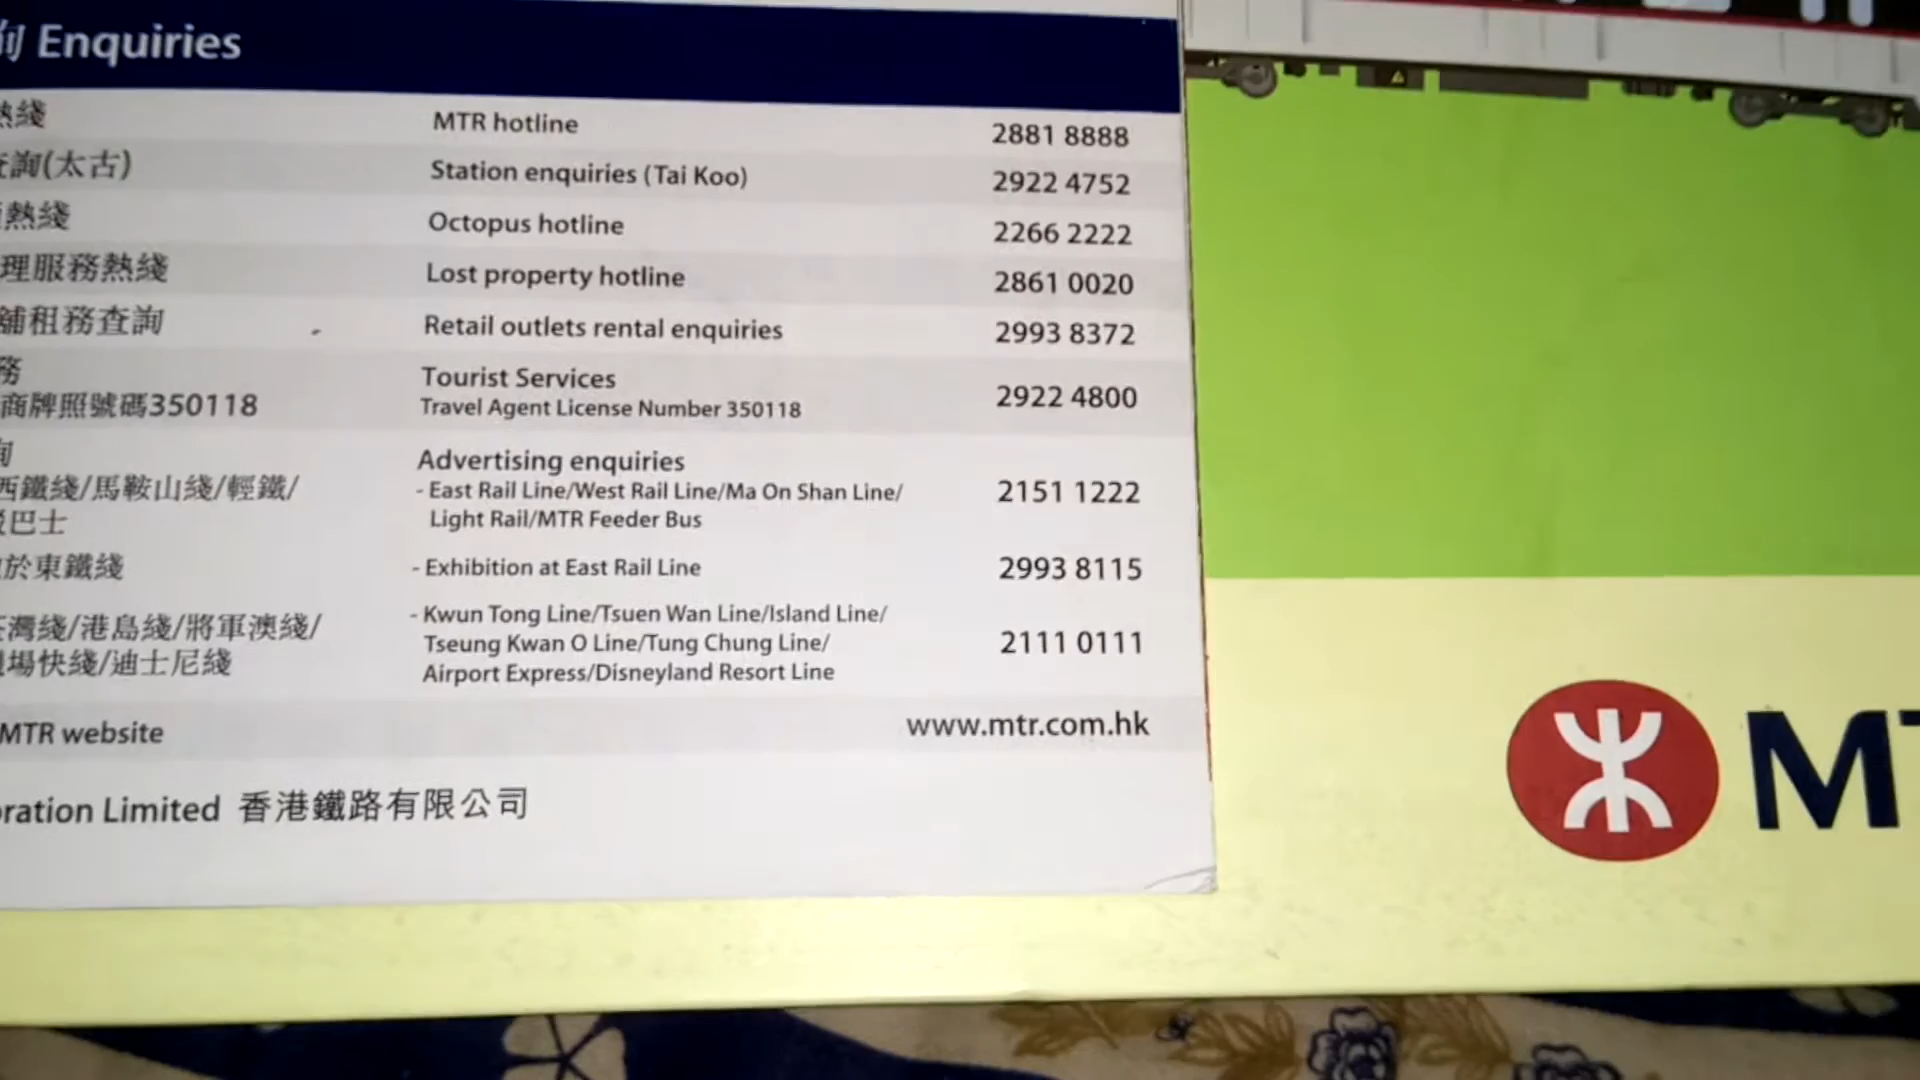 詢 Enquiries
熱綫 MTR hotline 2881 8888
查詢(太古) Station enquiries (Tai Koo) 2922 4752
熱綫 Octopus hotline 2266 2222
理服務熱綫 Lost property hotline 2861 0020
舖租務查詢 Retail outlets rental enquiries 2993 8372
務 Tourist Services 2922 4800
商牌照號碼350118 Travel Agent License Number 350118
詢 Advertising enquiries
西鐵綫/馬鞍山綫/輕鐵/ - East Rail Line/West Rail Line/Ma On Shan Line/ 2151 1222
巴士 Light Rail/MTR Feeder Bus
於東鐵綫 - Exhibition at East Rail Line 2993 8115
灣綫/港島綫/將軍澳綫/ - Kwun Tong Line/Tsuen Wan Line/Island Line/
場快綫/迪士尼綫 Tseung Kwan O Line/Tung Chung Line/ 2111 0111
Airport Express/Disneyland Resort Line
MTR website www.mtr.com.hk
oration Limited 香港鐵路有限公司
MT